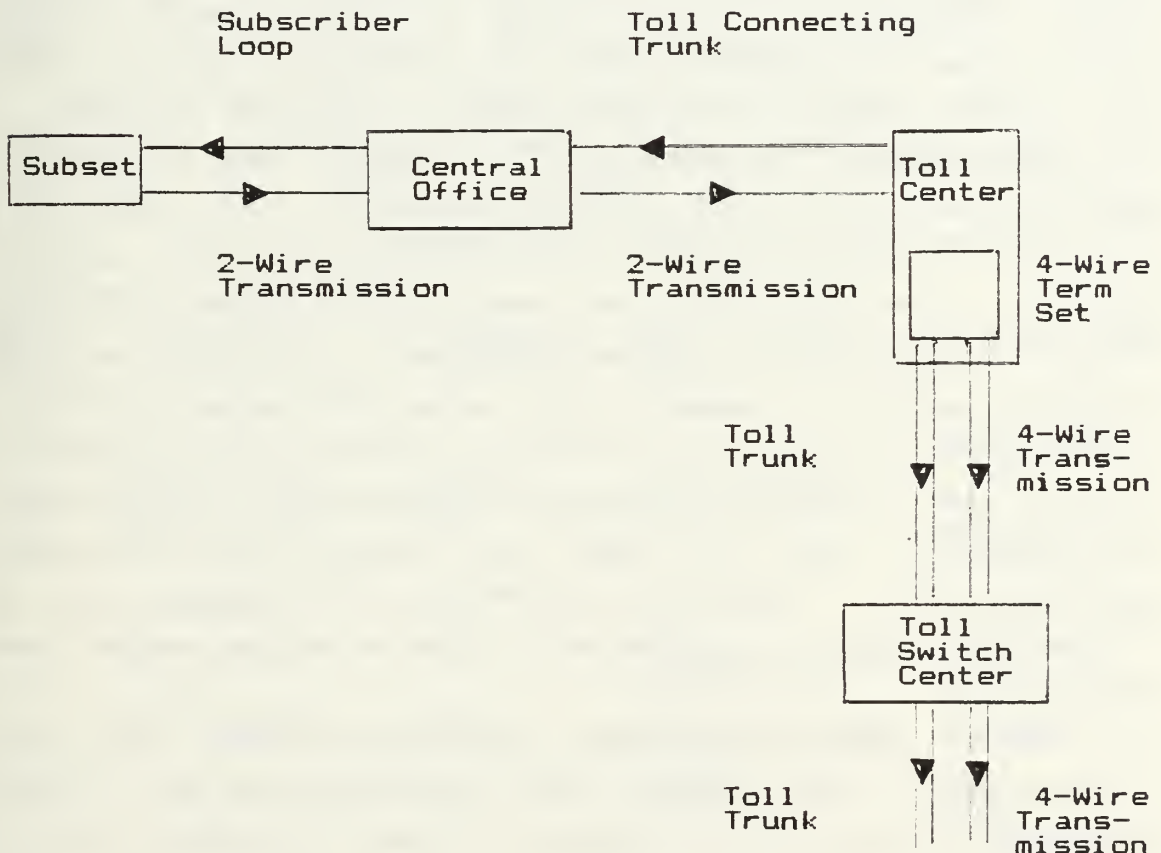 Subscriber
Loop
Toll Connecting
Trunk
Subset
Central
Office
Toll
Center
2-Wire
Transmission
2-Wire
Transmission
4-Wire
Term
Set
Toll
Trunk
4-Wire
Trans-
mission
Toll
Switch
Center
Toll
Trunk
4-Wire
Trans-
mission